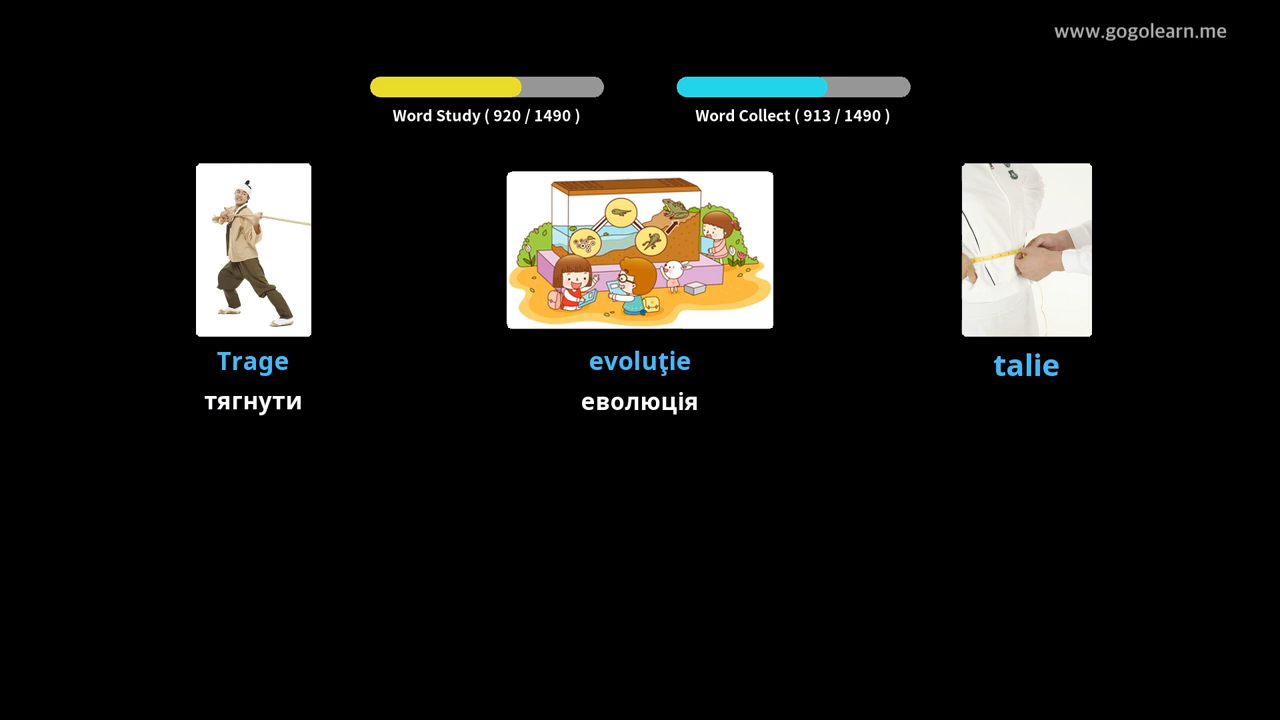 www.gogolearn.me
Word Study ( 920 / 1490 )
Word Collect ( 913 / 1490 )
Trage
evoluţie
talie
тягнути
еволюція